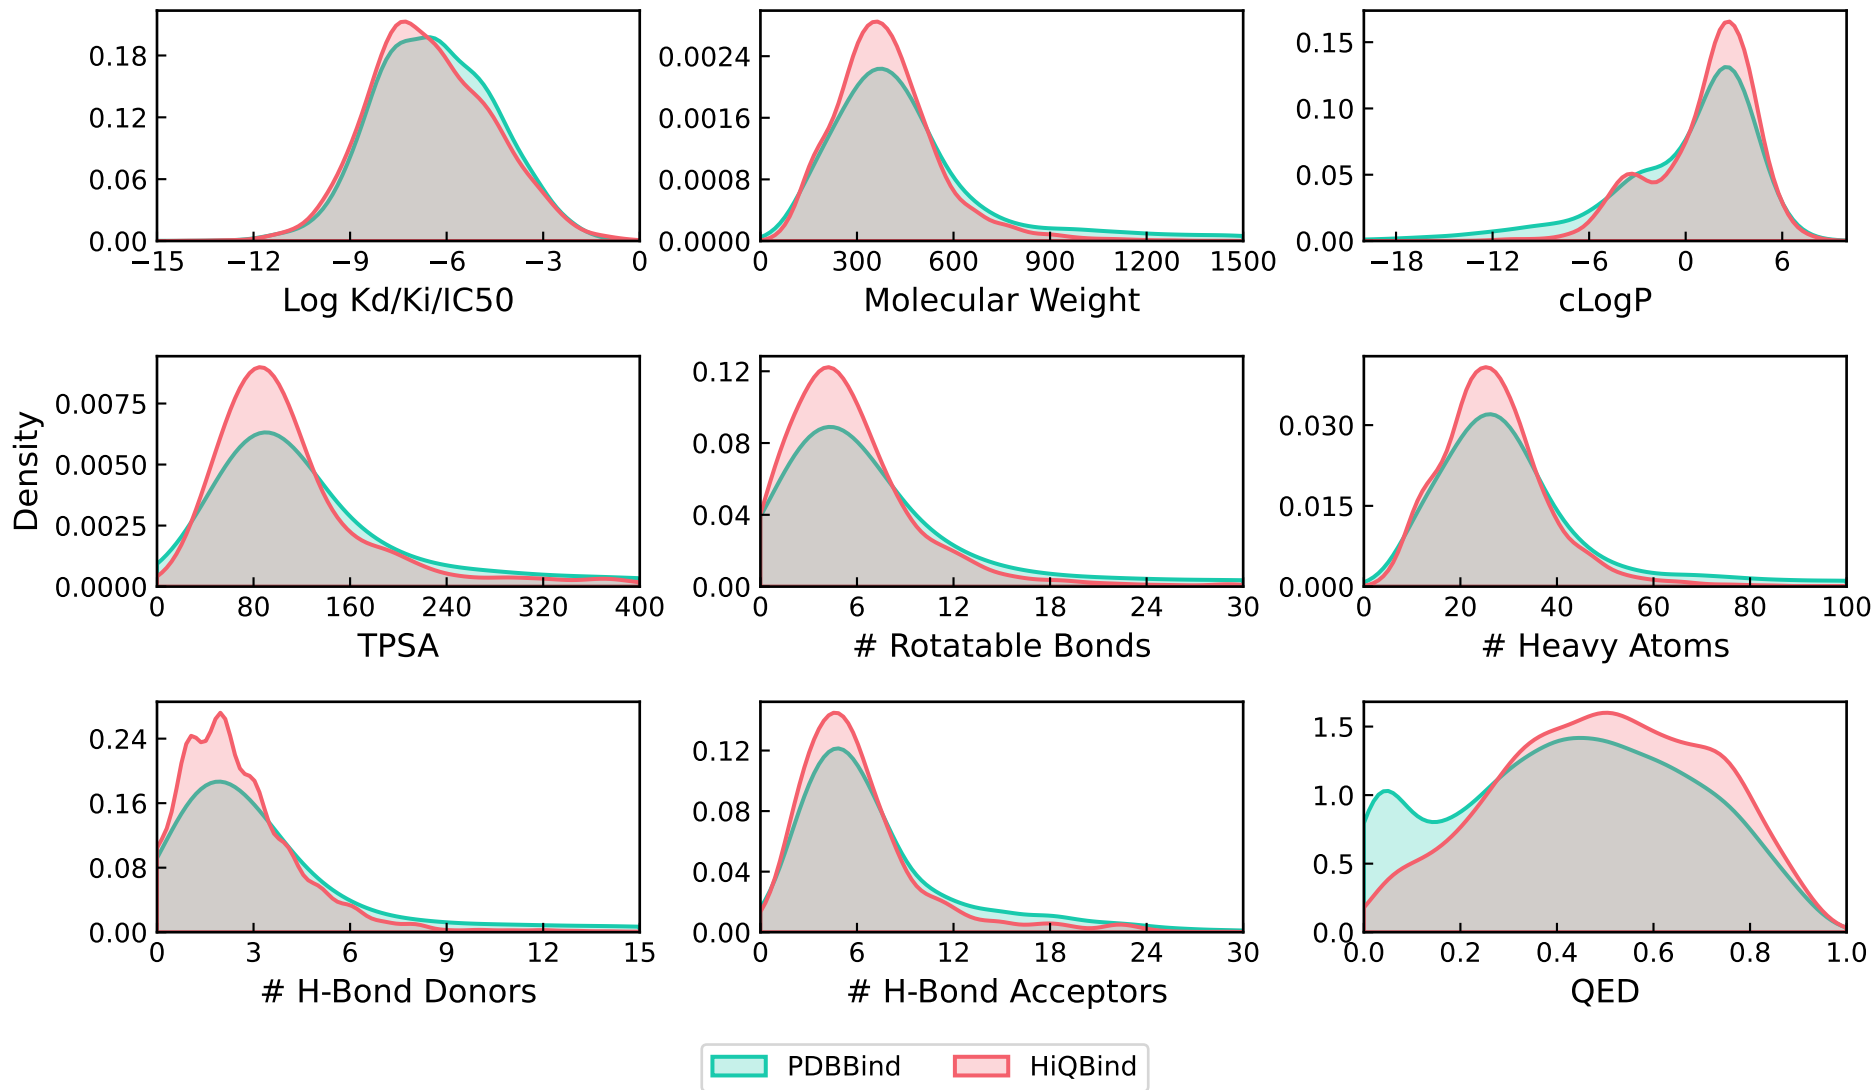 0.18
0.12
0.06
0.00
−15 −12 −9 −6 −3 0
Log Kd/Ki/IC50
0.0024
0.0016
0.0008
0.0000
0 300 600 900 1200 1500
Molecular Weight
0.15
0.10
0.05
0.00
−18 −12 −6 0 6
cLogP
Density
0.0075
0.0050
0.0025
0.0000
0 80 160 240 320 400
TPSA
0.12
0.08
0.04
0.00
0 6 12 18 24 30
# Rotatable Bonds
0.030
0.015
0.000
0 20 40 60 80 100
# Heavy Atoms
0.24
0.16
0.08
0.00
0 3 6 9 12 15
# H-Bond Donors
0.12
0.08
0.04
0.00
0 6 12 18 24 30
# H-Bond Acceptors
1.5
1.0
0.5
0.0
0.0 0.2 0.4 0.6 0.8 1.0
QED
PDBBind HiQBind